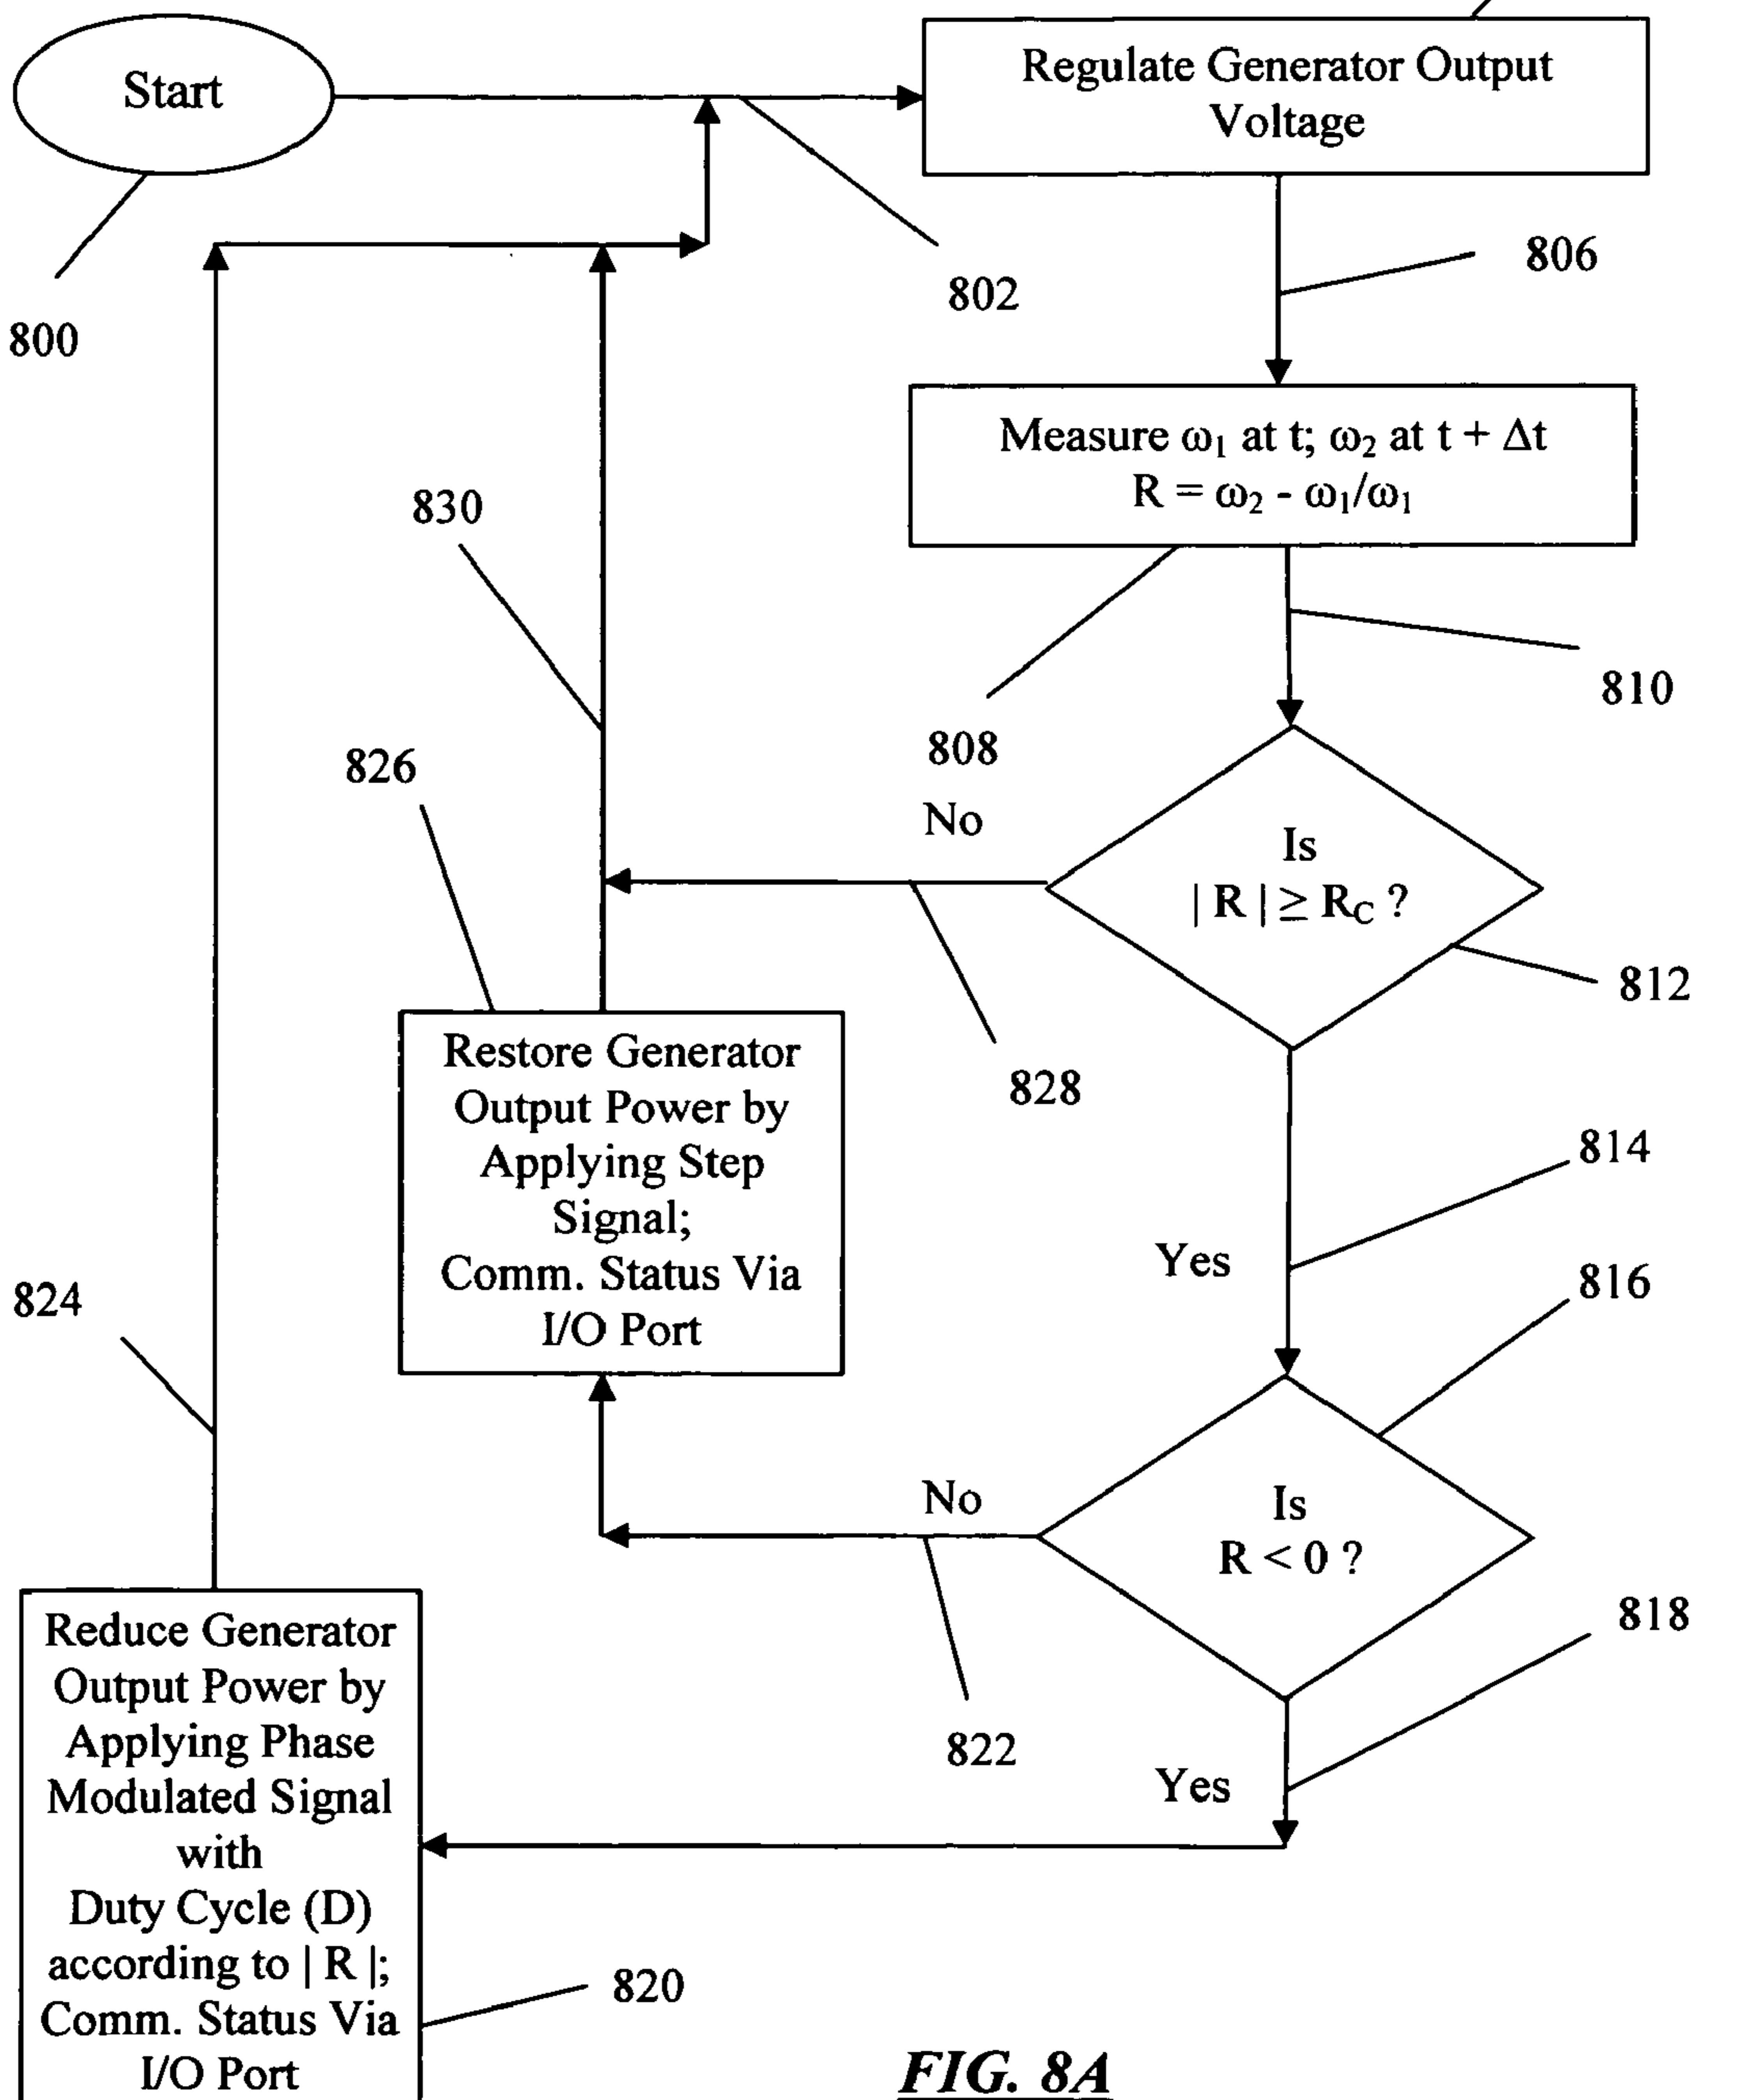 Start
Regulate Generator Output
Voltage
800
802
806
Measure ω₁ at t; ω₂ at t + Δt
R = ω₂ - ω₁/ω₁
830
808
810
826
No
Is
| R | ≥ R_C ?
812
828
Restore Generator
Output Power by
Applying Step
Signal;
Comm. Status Via
I/O Port
814
Yes
816
824
No
Is
R < 0 ?
822
818
Yes
Reduce Generator
Output Power by
Applying Phase
Modulated Signal
with
Duty Cycle (D)
according to | R |;
Comm. Status Via
I/O Port
820
FIG. 8A